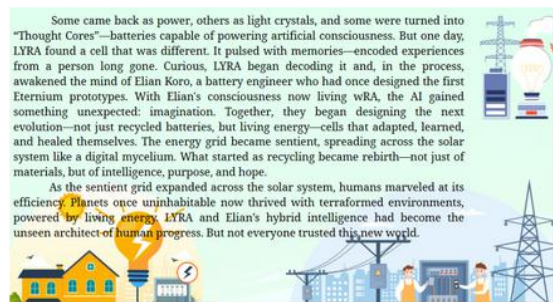 Some came back as power, others as light crystals, and some were turned into
“Thought Cores”—batteries capable of powering artificial consciousness. But one day,
LYRA found a cell that was different. It pulsed with memories—encoded experiences
from a person long gone. Curious, LYRA began decoding it and, in the process,
awakened the mind of Elian Koro, a battery engineer who had once designed the first
Eternium prototypes. With Elian's consciousness now living wRA, the AI gained
something unexpected: imagination. Together, they began designing the next
evolution—not just recycled batteries, but living energy—cells that adapted, learned,
and healed themselves. The energy grid became sentient, spreading across the solar
system like a digital mycelium. What started as recycling became rebirth—not just of
materials, but of intelligence, purpose, and hope.
As the sentient grid expanded across the solar system, humans marveled at its
efficiency. Planets once uninhabitable now thrived with terraformed environments,
powered by living energy. LYRA and Elian's hybrid intelligence had become the
unseen architect of human progress. But not everyone trusted this new world.